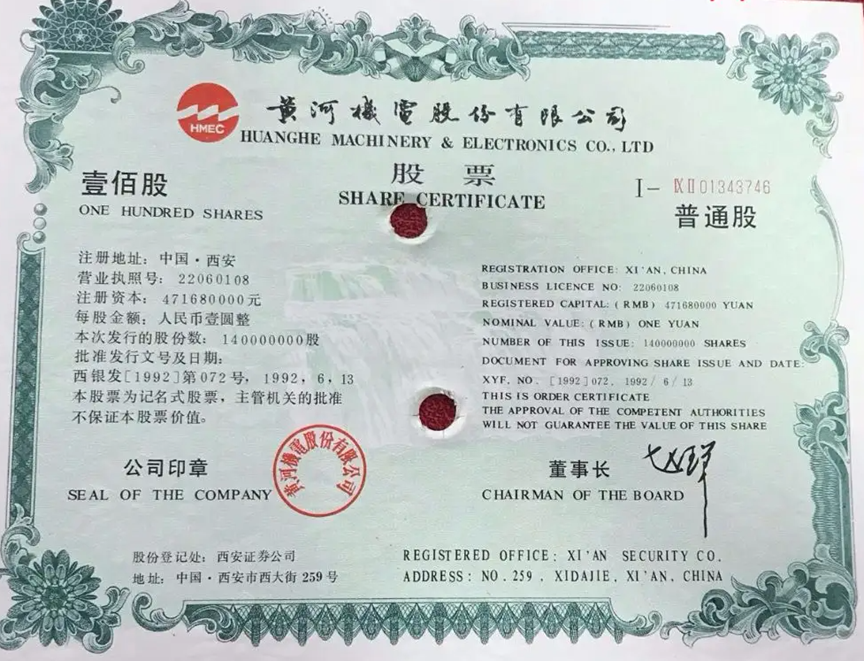 HMEC
黄河機電股份有限公司
HUANGHE MACHINERY & ELECTRONICS CO., LTD
股票
SHARE CERTIFICATE
壹佰股
ONE HUNDRED SHARES
I- IXII01343746
普通股
注册地址：中国·西安
营业执照号：22060108
注册资本：471680000元
每股金额：人民币壹圆整
本次发行的股份数：140000000股
批准发行文号及日期：
西银发[1992]第072号，1992，6，13
本股票为记名式股票，主管机关的批准
不保证本股票价值。
REGISTRATION OFFICE: XI'AN, CHINA
BUSINESS LICENCE NO: 22060108
REGISTERED CAPITAL: (RMB) 471680000 YUAN
NOMINAL VALUE: (RMB) ONE YUAN
NUMBER OF THIS ISSUE: 140000000 SHARES
DOCUMENT FOR APPROVING SHARE ISSUE AND DATE:
XYF. NO. [1992]072. 1992/6/13
THIS IS ORDER CERTIFICATE
THE APPROVAL OF THE COMPETENT AUTHORITIES
WILL NOT GUARANTEE THE VALUE OF THIS SHARE
公司印章
SEAL OF THE COMPANY
黄河機電股份有限公司
董事长
CHAIRMAN OF THE BOARD
股份登记处：西安证券公司
地址：中国·西安市西大街259号
REGISTERED OFFICE: XI'AN SECURITY CO.
ADDRESS: NO.259. XIDAJIE, XI'AN, CHINA